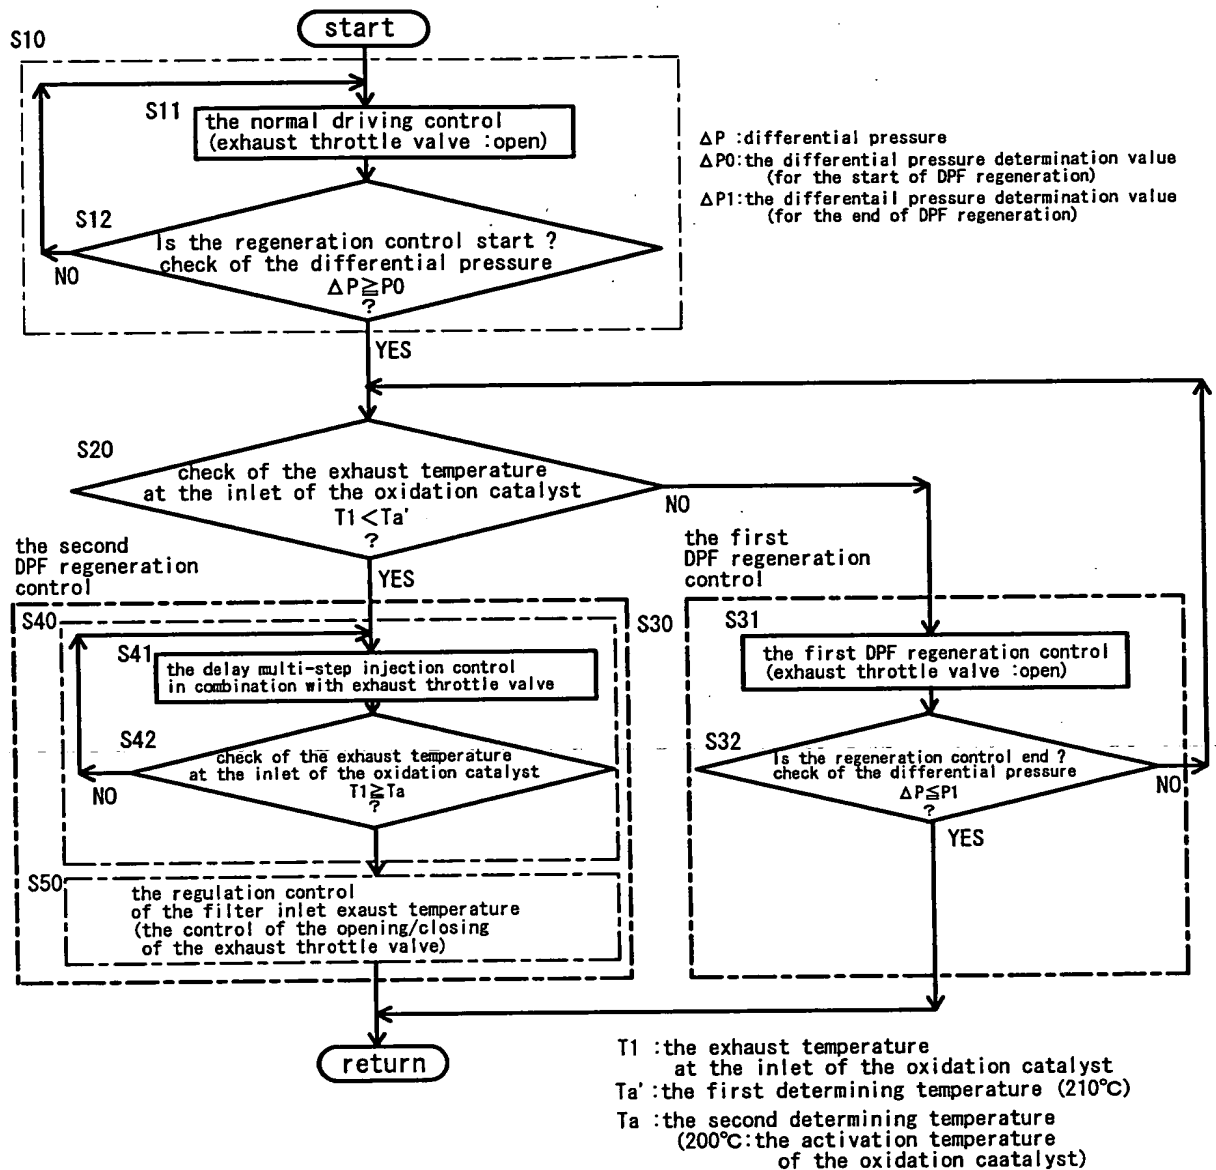 start
S10
S11
the normal driving control
(exhaust throttle valve :open)
ΔP :differential pressure
ΔP0:the differential pressure determination value
(for the start of DPF regeneration)
ΔP1:the differentail pressure determination value
(for the end of DPF regeneration)
S12
Is the regeneration control start ?
check of the differential pressure
ΔP≧P0
?
NO
YES
S20
check of the exhaust temperature
at the inlet of the oxidation catalyst
T1<Ta'
?
NO
YES
the second
DPF regeneration
control
the first
DPF regeneration
control
S40
S41
the delay multi-step injection control
in combination with exhaust throttle valve
S42
check of the exhaust temperature
at the inlet of the oxidation catalyst
T1≧Ta
?
NO
S30
S31
the first DPF regeneration control
(exhaust throttle valve :open)
S32
Is the regeneration control end ?
check of the differential pressure
ΔP≦P1
?
NO
YES
S50
the regulation control
of the filter inlet exaust temperature
(the control of the opening/closing
of the exhaust throttle valve)
return
T1 :the exhaust temperature
at the inlet of the oxidation catalyst
Ta' :the first determining temperature (210℃)
Ta :the second determining temperature
(200℃:the activation temperature
of the oxidation caatalyst)